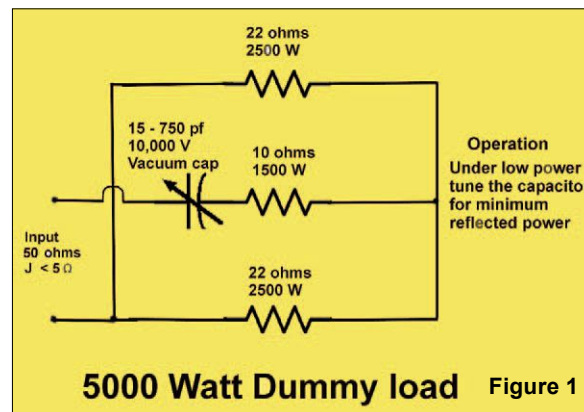 22 ohms
2500 W
15 - 750 pf
10,000 V
Vacuum cap
10 ohms
1500 W
Operation
Under low power
tune the capacito
for minimum
reflected power
Input
50 ohms
J < 5 Ω
22 ohms
2500 W
5000 Watt Dummy load
Figure 1